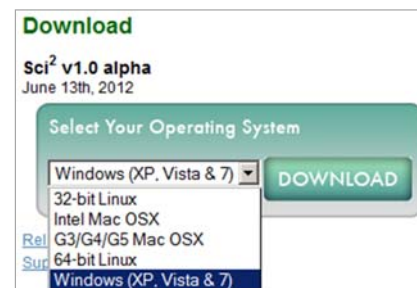 Download
Sci² v1.0 alpha
June 13th, 2012
Select Your Operating System
Windows (XP, Vista & 7)
DOWNLOAD
32-bit Linux
Intel Mac OSX
G3/G4/G5 Mac OSX
64-bit Linux
Windows (XP, Vista & 7)